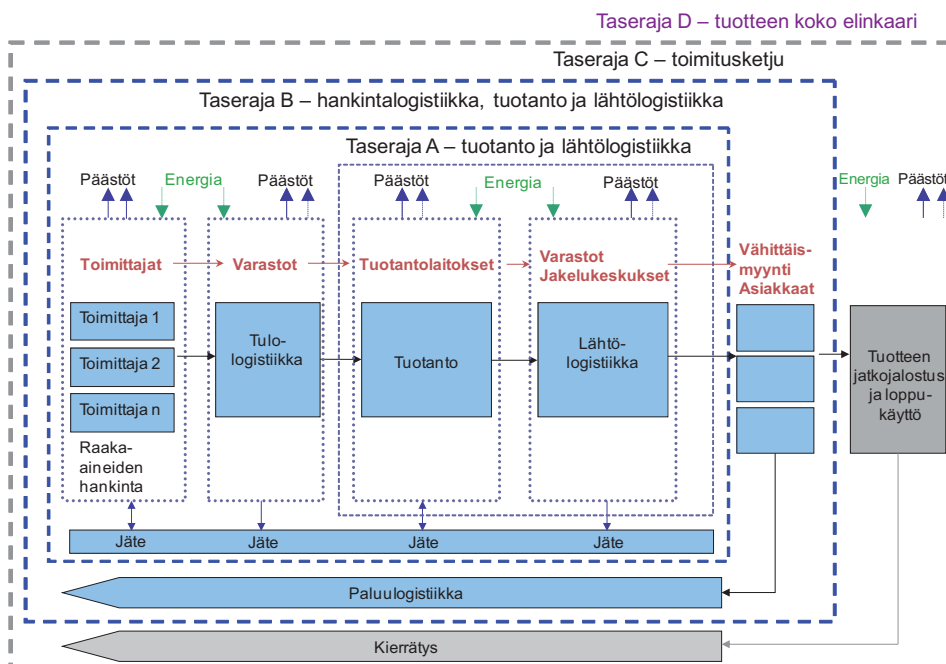 Taseraja D – tuotteen koko elinkaari
Taseraja C – toimitusketju
Taseraja B – hankintalogistiikka, tuotanto ja lähtölogistiikka
Taseraja A – tuotanto ja lähtölogistiikka
Päästöt
Energia
Päästöt
Päästöt
Energia
Päästöt
Energia
Päästöt
Toimittajat
Varastot
Tuotantolaitokset
Varastot
Jakelukeskukset
Vähittäis-
myynti
Asiakkaat
Toimittaja 1
Toimittaja 2
Toimittaja n
Raaka-
aineiden
hankinta
Tulo-
logistiikka
Tuotanto
Lähtö-
logistiikka
Tuotteen
jatkojalostus
ja loppu-
käyttö
Jäte
Jäte
Jäte
Jäte
Paluulogistiikka
Kierrätys